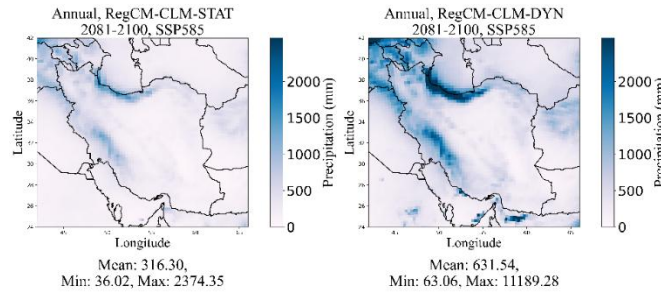 Annual, RegCM-CLM-STAT
2081-2100, SSP585
Latitude
Longitude
Precipitation (mm)
2000
1500
1000
500
0
Mean: 316.30,
Min: 36.02, Max: 2374.35
Annual, RegCM-CLM-DYN
2081-2100, SSP585
Latitude
Longitude
Precipitation (mm)
2000
1500
1000
500
0
Mean: 631.54,
Min: 63.06, Max: 11189.28